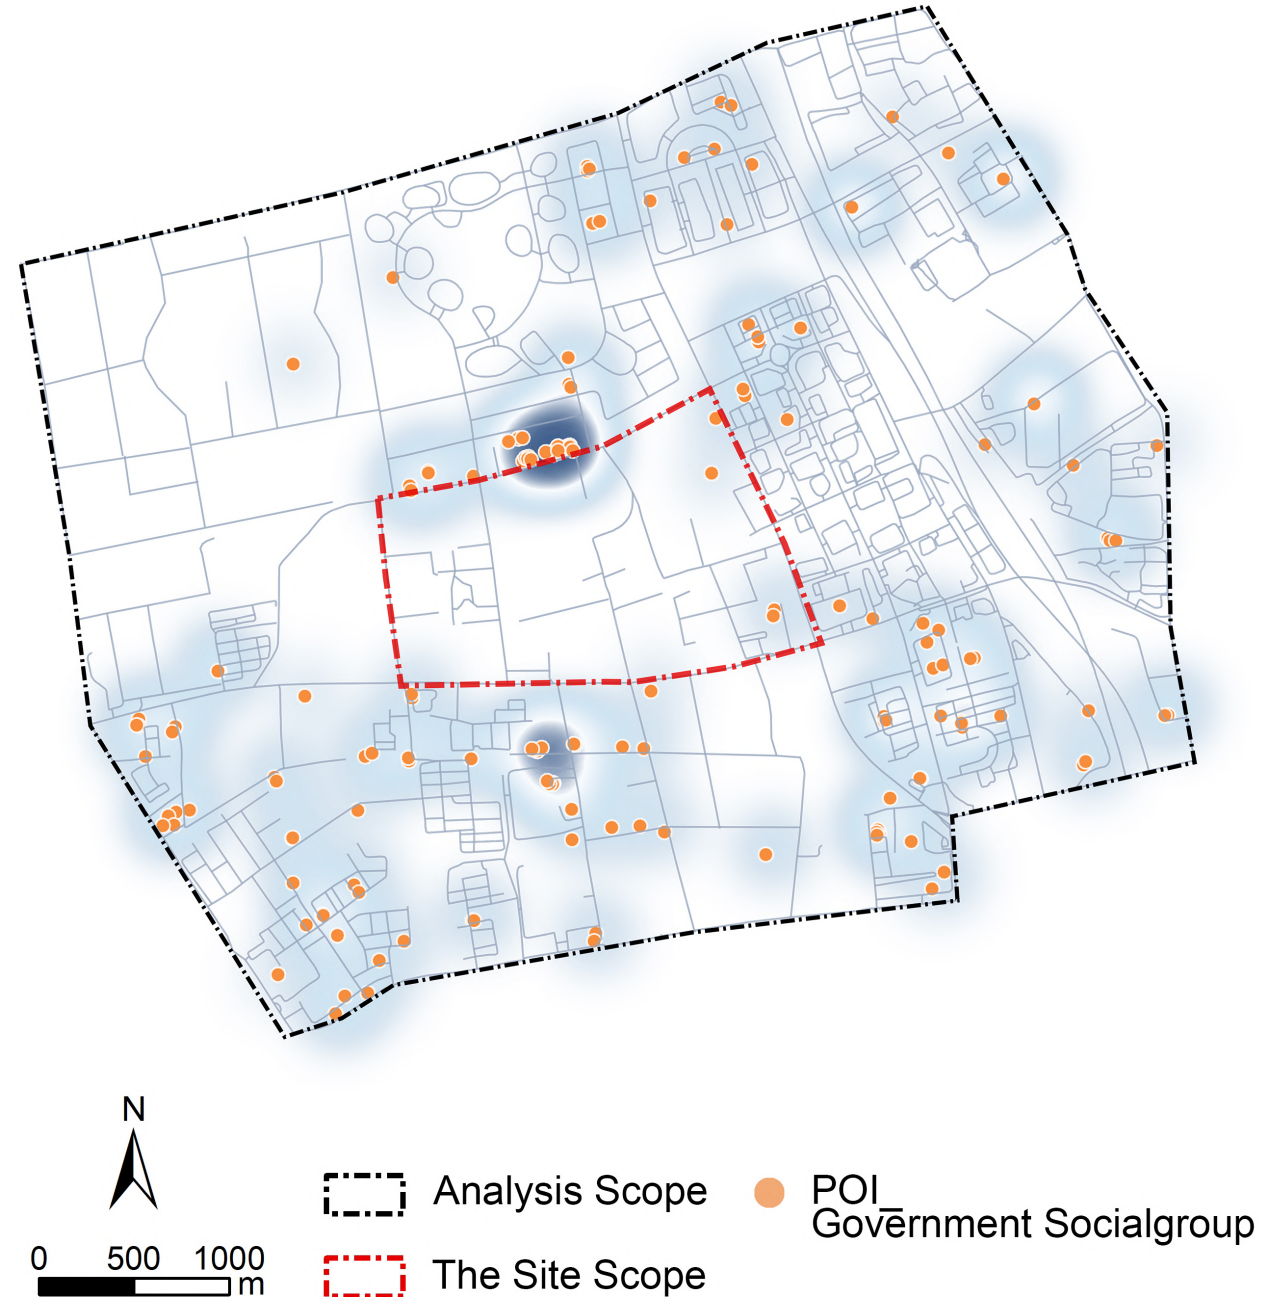 N
0 500 1000
m
Analysis Scope
The Site Scope
POI_
Government Socialgroup